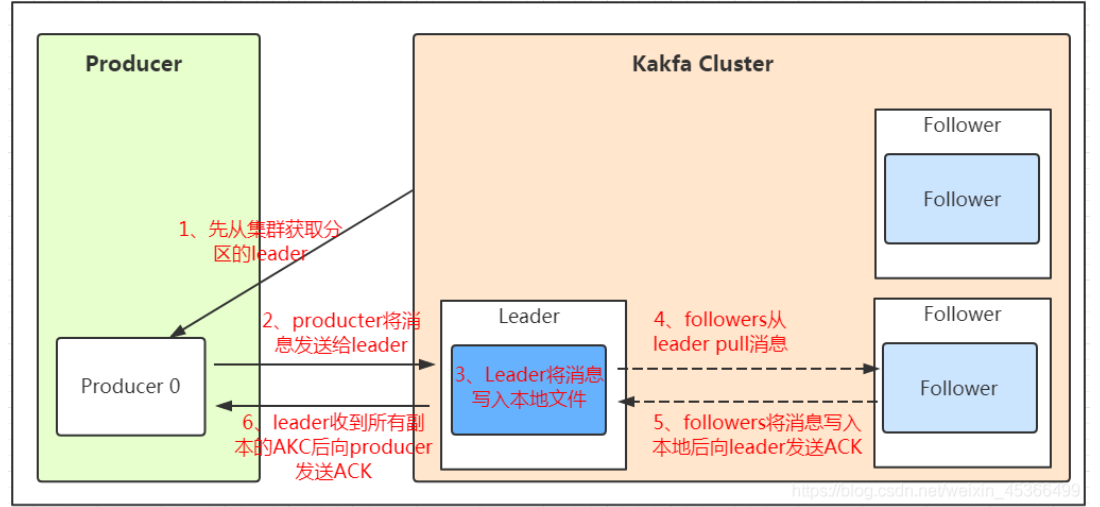 Producer
Kakfa Cluster
Follower
Follower
1、先从集群获取分
区的leader
2、producter将消
息发送给leader
Leader
4、followers从
leader pull消息
Follower
Producer 0
3、Leader将消息
写入本地文件
Follower
6、leader收到所有副
本的AKC后向producer
发送ACK
5、followers将消息写入
本地后向leader发送ACK
https://blog.csdn.net/weixin_45366499